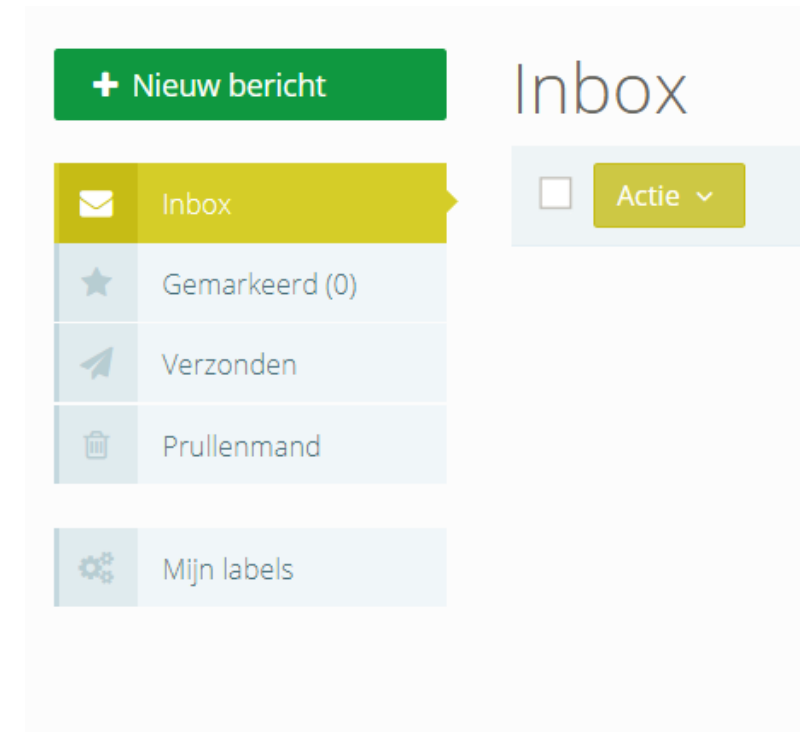 Nieuw bericht
Inbox
Gemarkeerd (0)
Verzonden
Prullenmand
Mijn labels
Inbox
Actie